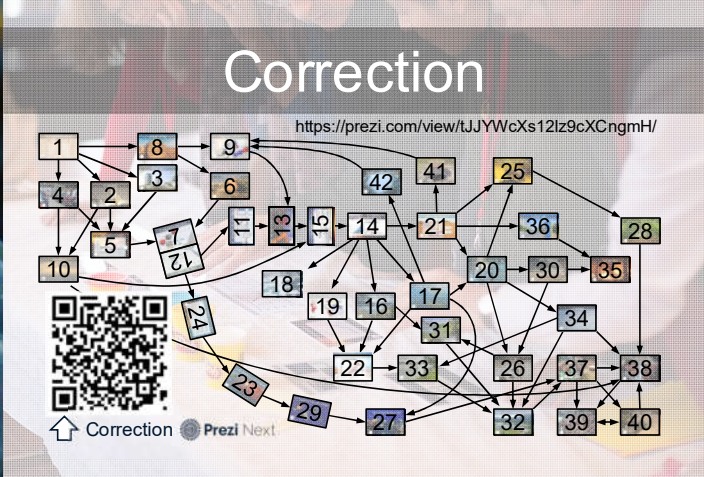 Correction
https://prezi.com/view/tJJYWcXs12lz9cXCngmH/
1 8 9 41 25
3 42
4 2 6
11 13 15 14 21 36 28
5 7
12
10 18 17 20 30 35
19 16
24 31 34
22 33 26 37 38
23
29 27 32 39 40
Correction Prezi Next